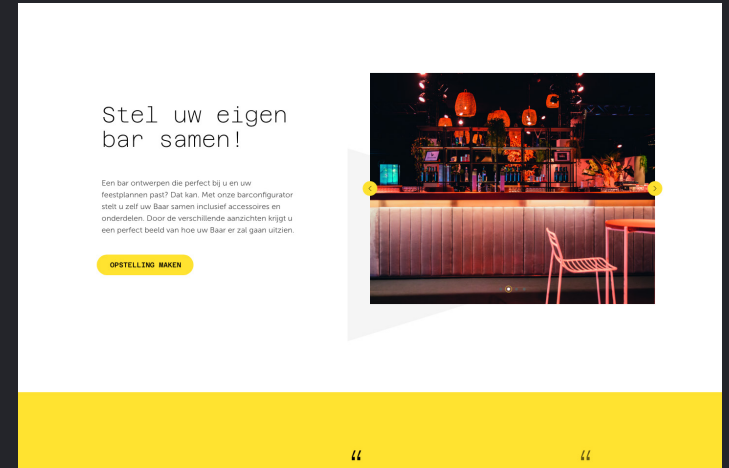 Stel uw eigen
bar samen!
Een bar ontwerpen die perfect bij u en uw
feestplannen past? Dat kan. Met onze barconfigurator
stelt u zelf uw Baar samen inclusief accessoires en
onderdelen. Door de verschillende aanzichten krijgt u
een perfect beeld van hoe uw Baar er zal gaan uitzien.
OPSTELLING MAKEN
“ “